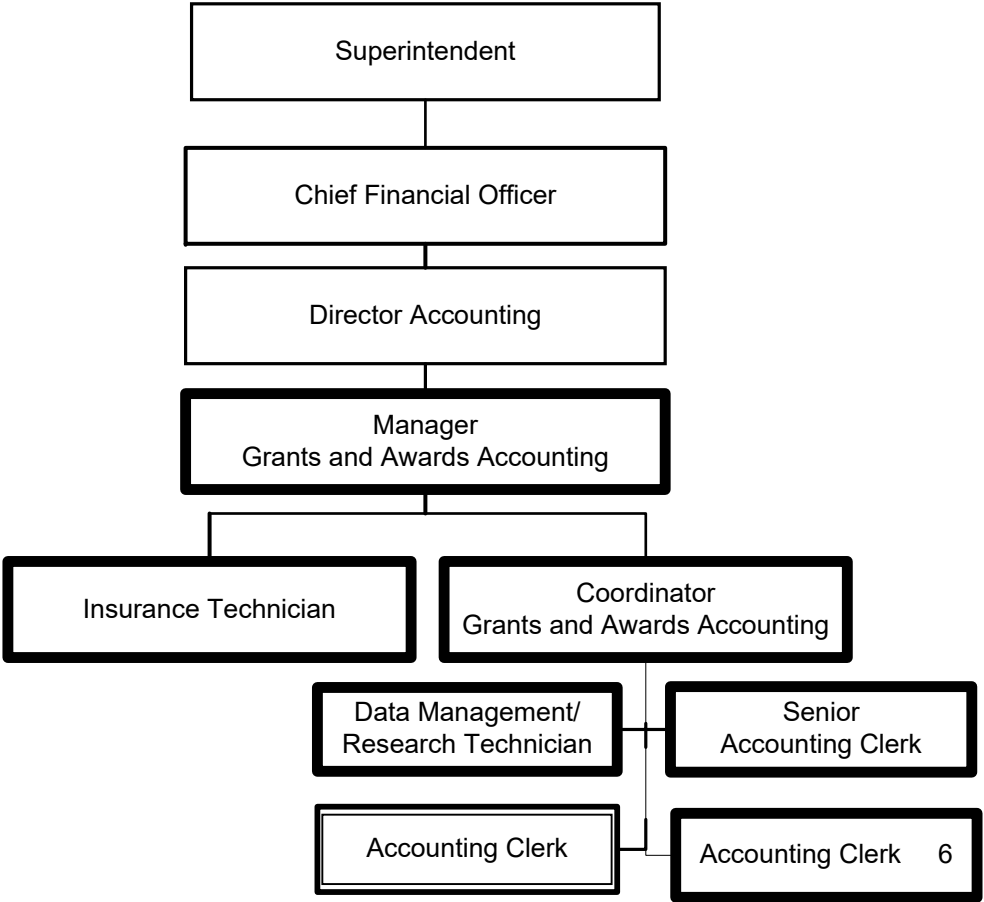 Superintendent
Chief Financial Officer
Director Accounting
Manager
Grants and Awards Accounting
Insurance Technician
Coordinator
Grants and Awards Accounting
Data Management/
Research Technician
Senior
Accounting Clerk
Accounting Clerk
Accounting Clerk 6